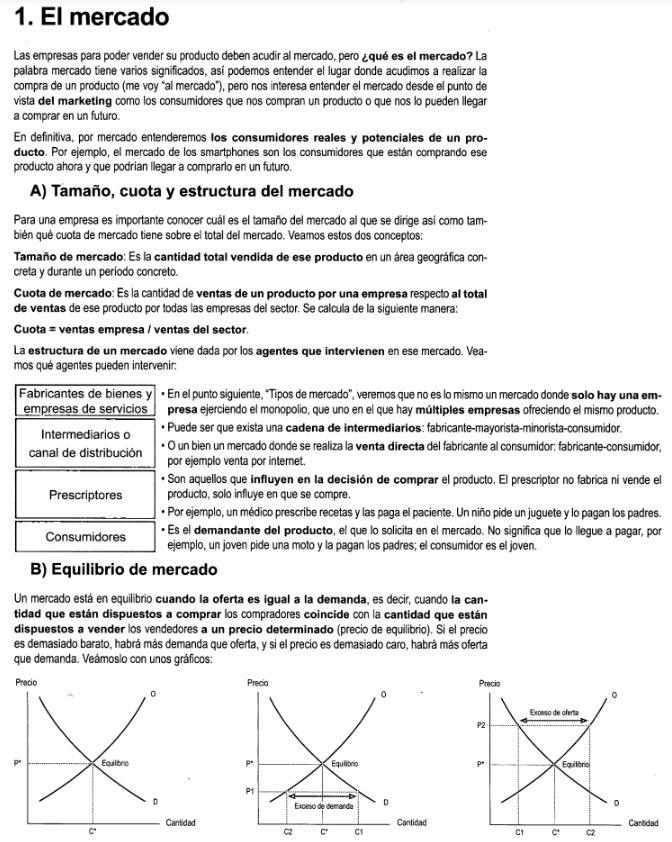 1. El mercado
Las empresas para poder vender su producto deben acudir al mercado, pero ¿qué es el mercado? La
palabra mercado tiene varios significados, así podemos entender el lugar donde acudimos a realizar la
compra de un producto (me voy "al mercado"), pero nos interesa entender el mercado desde el punto de
vista del marketing como los consumidores que nos compran un producto o que nos lo pueden llegar
a comprar en un futuro.
En definitiva, por mercado entenderemos los consumidores reales y potenciales de un pro-
ducto. Por ejemplo, el mercado de los smartphones son los consumidores que están comprando ese
producto ahora y que podrían llegar a comprarlo en un futuro.
A) Tamaño, cuota y estructura del mercado
Para una empresa es importante conocer cuál es el tamaño del mercado al que se dirige así como tam-
bién qué cuota de mercado tiene sobre el total del mercado. Veamos estos dos conceptos:
Tamaño de mercado: Es la cantidad total vendida de ese producto en un área geográfica con-
creta y durante un período concreto.
Cuota de mercado: Es la cantidad de ventas de un producto por una empresa respecto al total
de ventas de ese producto por todas las empresas del sector. Se calcula de la siguiente manera:
Cuota = ventas empresa / ventas del sector.
La estructura de un mercado viene dada por los agentes que intervienen en ese mercado. Vea-
mos qué agentes pueden intervenir:
Fabricantes de bienes y
empresas de servicios
• En el punto siguiente, "Tipos de mercado", veremos que no es lo mismo un mercado donde solo hay una em-
presa ejerciendo el monopolio, que uno en el que hay múltiples empresas ofreciendo el mismo producto.
Intermediarios o
canal de distribución
• Puede ser que exista una cadena de intermediarios: fabricante-mayorista-minorista-consumidor.
• O un bien un mercado donde se realiza la venta directa del fabricante al consumidor: fabricante-consumidor,
por ejemplo venta por internet.
Prescriptores
• Son aquellos que influyen en la decisión de comprar el producto. El prescriptor no fabrica ni vende el
producto, solo influye en que se compre.
• Por ejemplo, un médico prescribe recetas y las paga el paciente. Un niño pide un juguete y lo pagan los padres.
Consumidores
• Es el demandante del producto, el que lo solicita en el mercado. No significa que lo llegue a pagar, por
ejemplo, un joven pide una moto y la pagan los padres; el consumidor es el joven.
B) Equilibrio de mercado
Un mercado está en equilibrio cuando la oferta es igual a la demanda, es decir, cuando la can-
tidad que están dispuestos a comprar los compradores coincide con la cantidad que están
dispuestos a vender los vendedores a un precio determinado (precio de equilibrio). Si el precio
es demasiado barato, habrá más demanda que oferta, y si el precio es demasiado caro, habrá más oferta
que demanda. Veámoslo con unos gráficos:
Precio
O
P*
Equilibrio
D
Cantidad
C*
Precio
O
P*
Equilibrio
P1
Exceso de demanda
D
Cantidad
C2 C* C1
Precio
O
Exceso de oferta
P2
P*
Equilibrio
D
Cantidad
C1 C* C2